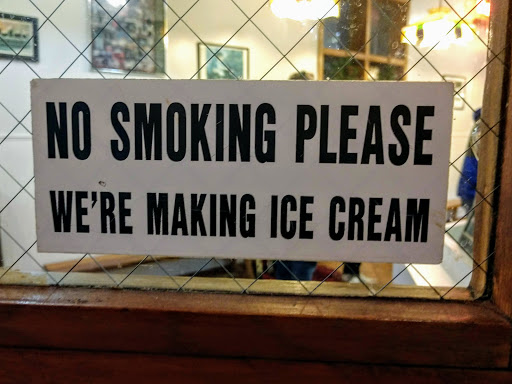 NO SMOKING PLEASE
WE'RE MAKING ICE CREAM